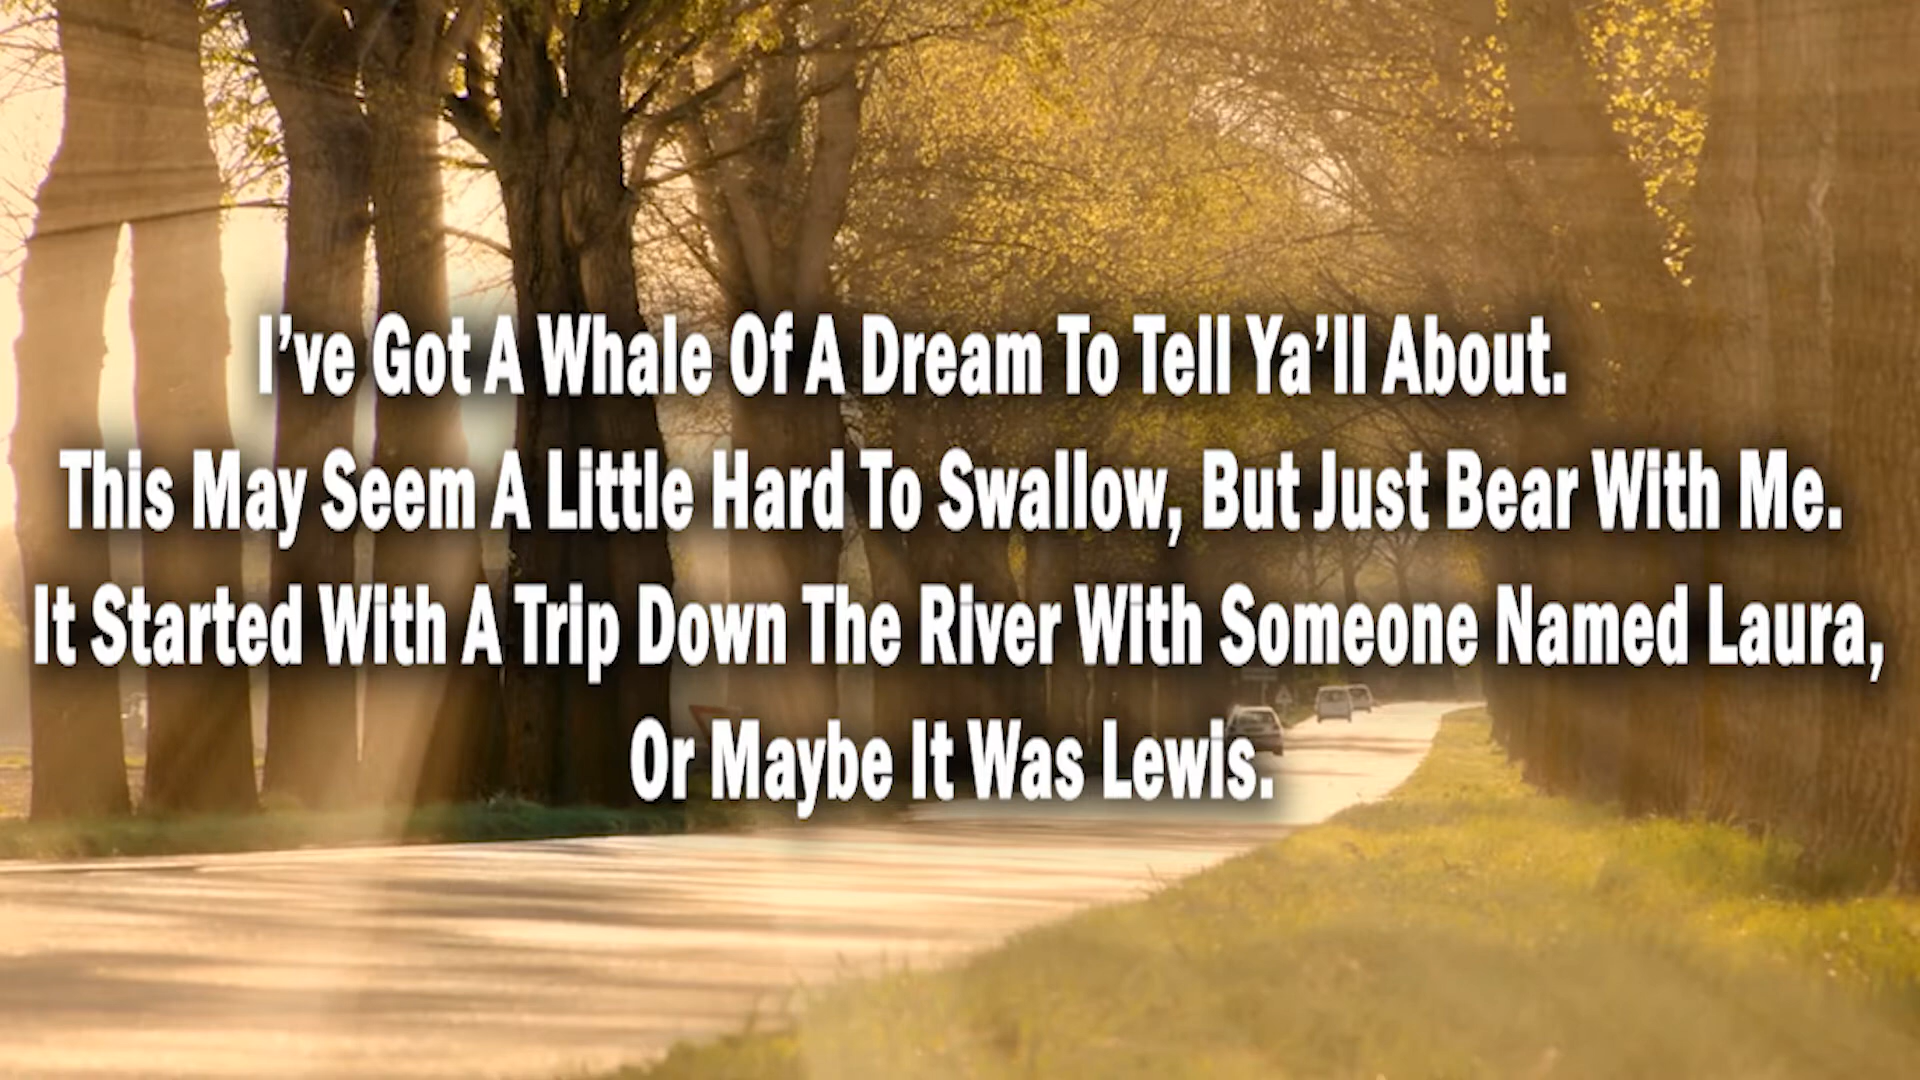 I’ve Got A Whale Of A Dream To Tell Ya’ll About.
This May Seem A Little Hard To Swallow, But Just Bear With Me.
It Started With A Trip Down The River With Someone Named Laura,
Or Maybe It Was Lewis.